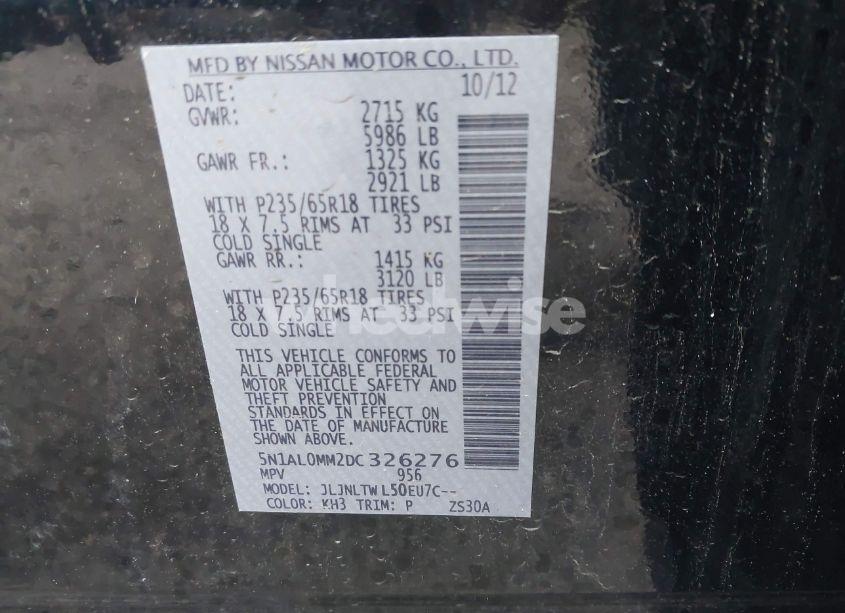 MFD BY NISSAN MOTOR CO., LTD.
DATE: 10/12
GVWR: 2715 KG
5986 LB
GAWR FR.: 1325 KG
2921 LB
WITH P235/65R18 TIRES
18 X 7.5 RIMS AT 33 PSI
COLD SINGLE
GAWR RR.: 1415 KG
3120 LB
WITH P235/65R18 TIRES
18 X 7.5 RIMS AT 33 PSI
COLD SINGLE
THIS VEHICLE CONFORMS TO
ALL APPLICABLE FEDERAL
MOTOR VEHICLE SAFETY AND
THEFT PREVENTION
STANDARDS IN EFFECT ON
THE DATE OF MANUFACTURE
SHOWN ABOVE.
5N1AL0MM2DC326276
MPV 956
MODEL: JLJNLTWL50EU7C--
COLOR: KH3 TRIM: P ZS30A